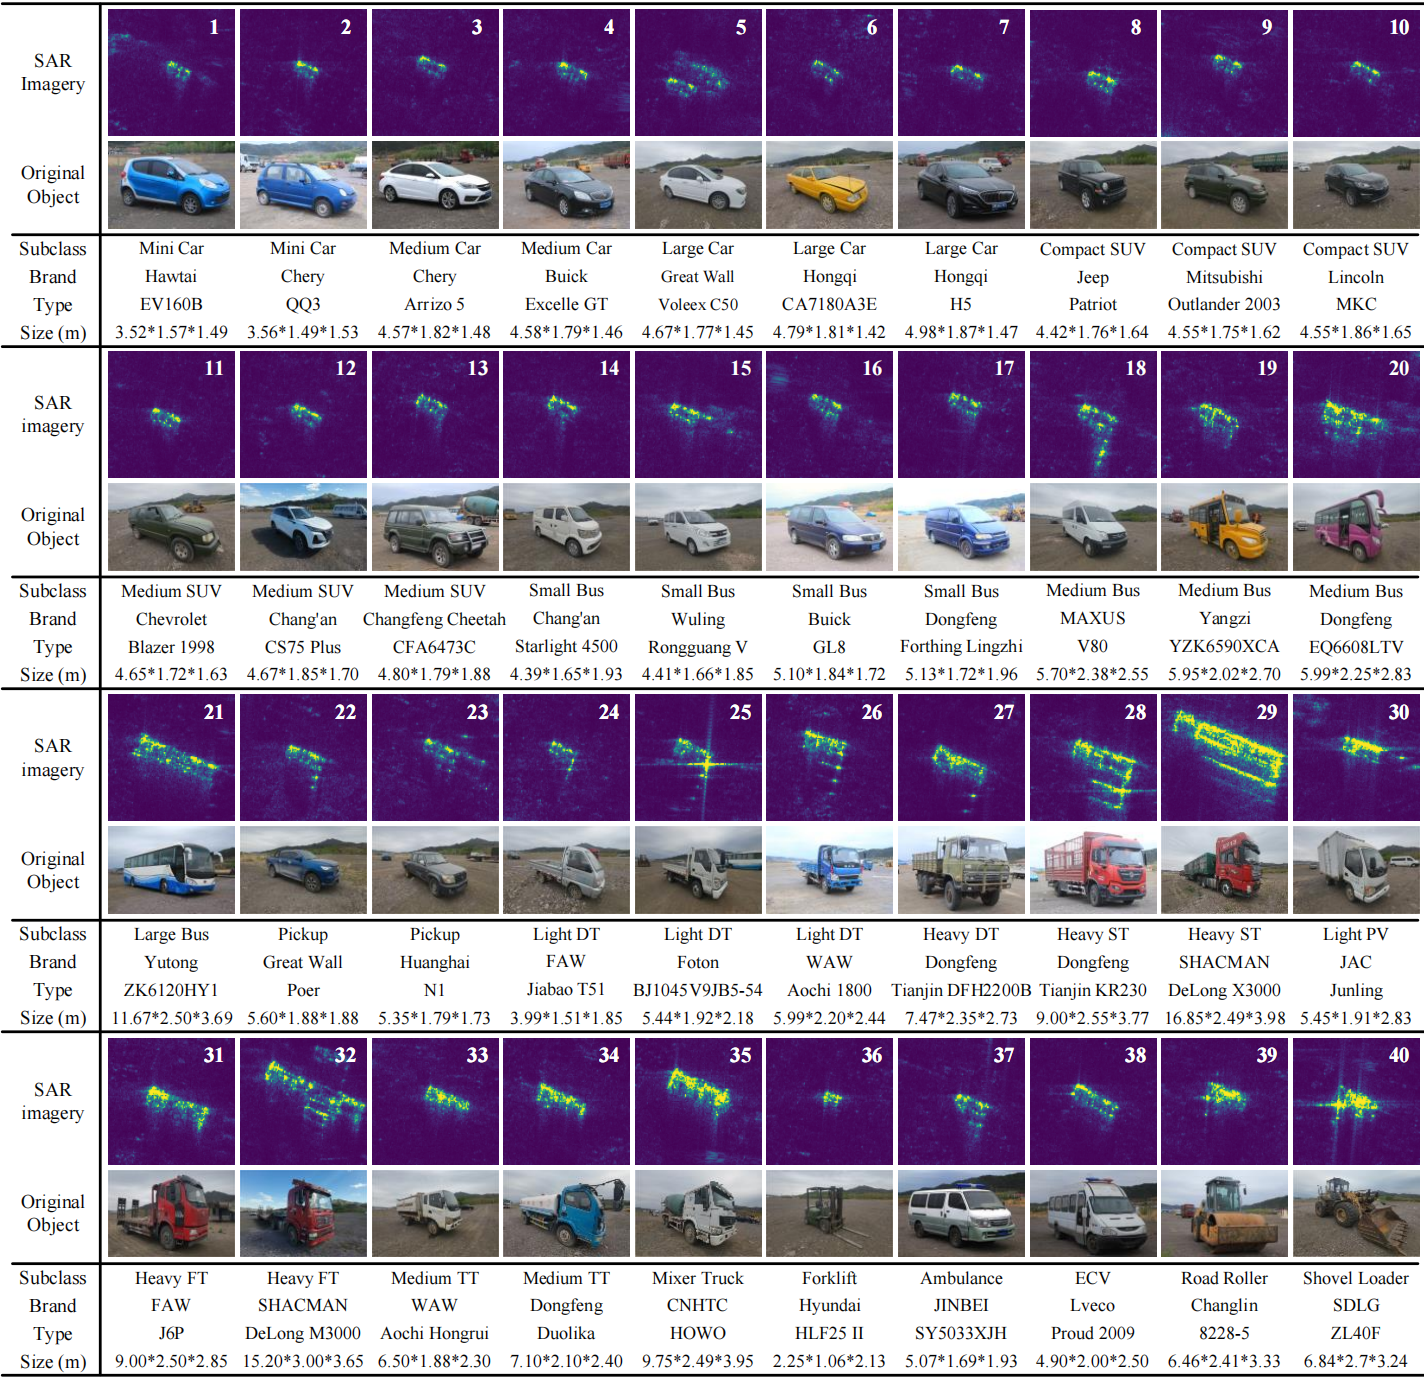 SAR Imagery 1 2 3 4 5 6 7 8 9 10
Original Object
Subclass Mini Car Mini Car Medium Car Medium Car Large Car Large Car Large Car Compact SUV Compact SUV Compact SUV
Brand Hawtai Chery Chery Buick Great Wall Hongqi Hongqi Jeep Mitsubishi Lincoln
Type EV160B QQ3 Arrizo 5 Excelle GT Voleex C50 CA7180A3E H5 Patriot Outlander 2003 MKC
Size (m) 3.52*1.57*1.49 3.56*1.49*1.53 4.57*1.82*1.48 4.58*1.79*1.46 4.67*1.77*1.45 4.79*1.81*1.42 4.98*1.87*1.47 4.42*1.76*1.64 4.55*1.75*1.62 4.55*1.86*1.65
SAR imagery 11 12 13 14 15 16 17 18 19 20
Original Object
Subclass Medium SUV Medium SUV Medium SUV Small Bus Small Bus Small Bus Small Bus Medium Bus Medium Bus Medium Bus
Brand Chevrolet Chang'an Changfeng Cheetah Chang'an Wuling Buick Dongfeng MAXUS Yangzi Dongfeng
Type Blazer 1998 CS75 Plus CFA6473C Starlight 4500 Rongguang V GL8 Forthing Lingzhi V80 YZK6590XCA EQ6608LTV
Size (m) 4.65*1.72*1.63 4.67*1.85*1.70 4.80*1.79*1.88 4.39*1.65*1.93 4.41*1.66*1.85 5.10*1.84*1.72 5.13*1.72*1.96 5.70*2.38*2.55 5.95*2.02*2.70 5.99*2.25*2.83
SAR imagery 21 22 23 24 25 26 27 28 29 30
Original Object
Subclass Large Bus Pickup Pickup Light DT Light DT Light DT Heavy DT Heavy ST Heavy ST Light PV
Brand Yutong Great Wall Huanghai FAW Foton WAW Dongfeng Dongfeng SHACMAN JAC
Type ZK6120HY1 Poer N1 Jiabao T51 BJ1045V9JB5-54 Aochi 1800 Tianjin DFH2200B Tianjin KR230 DeLong X3000 Junling
Size (m) 11.67*2.50*3.69 5.60*1.88*1.88 5.35*1.79*1.73 3.99*1.51*1.85 5.44*1.92*2.18 5.99*2.20*2.44 7.47*2.35*2.73 9.00*2.55*3.77 16.85*2.49*3.98 5.45*1.91*2.83
SAR imagery 31 32 33 34 35 36 37 38 39 40
Original Object
Subclass Heavy FT Heavy FT Medium TT Medium TT Mixer Truck Forklift Ambulance ECV Road Roller Shovel Loader
Brand FAW SHACMAN WAW Dongfeng CNHTC Hyundai JINBEI Lveco Changlin SDLG
Type J6P DeLong M3000 Aochi Hongrui Duolika HOWO HLF25 II SY5033XJH Proud 2009 8228-5 ZL40F
Size (m) 9.00*2.50*2.85 15.20*3.00*3.65 6.50*1.88*2.30 7.10*2.10*2.40 9.75*2.49*3.95 2.25*1.06*2.13 5.07*1.69*1.93 4.90*2.00*2.50 6.46*2.41*3.33 6.84*2.7*3.24